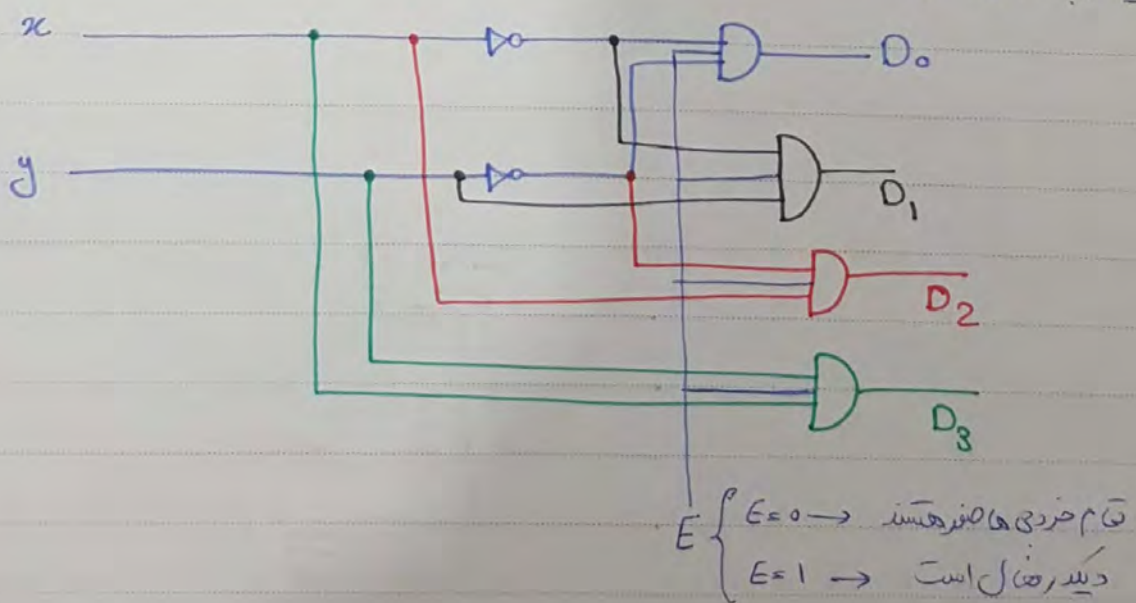 x
D₀
y
D₁
D₂
D₃
E { E=0 → تمام خروجی ها صفر هستند
E=1 → دیکدر فعال است